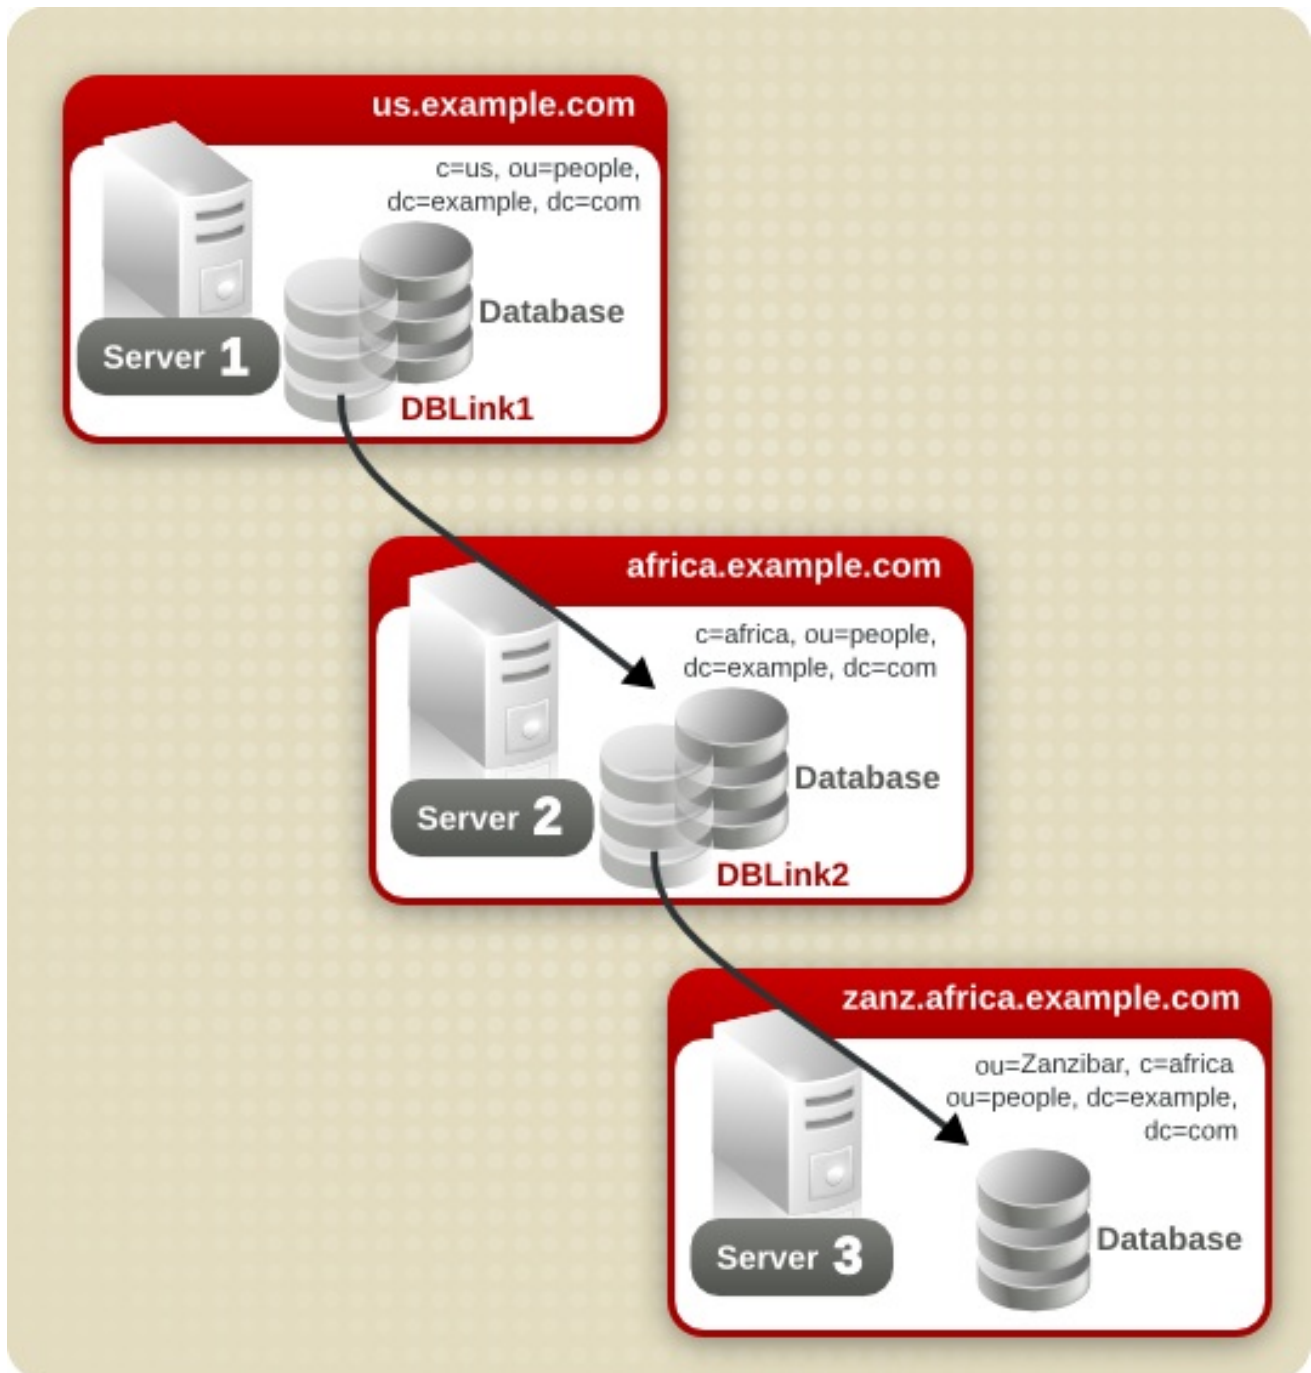 us.example.com
c=us, ou=people,
dc=example, dc=com
Database
Server 1
DBLink1
africa.example.com
c=africa, ou=people,
dc=example, dc=com
Database
Server 2
DBLink2
zanz.africa.example.com
ou=Zanzibar, c=africa
ou=people, dc=example,
dc=com
Database
Server 3